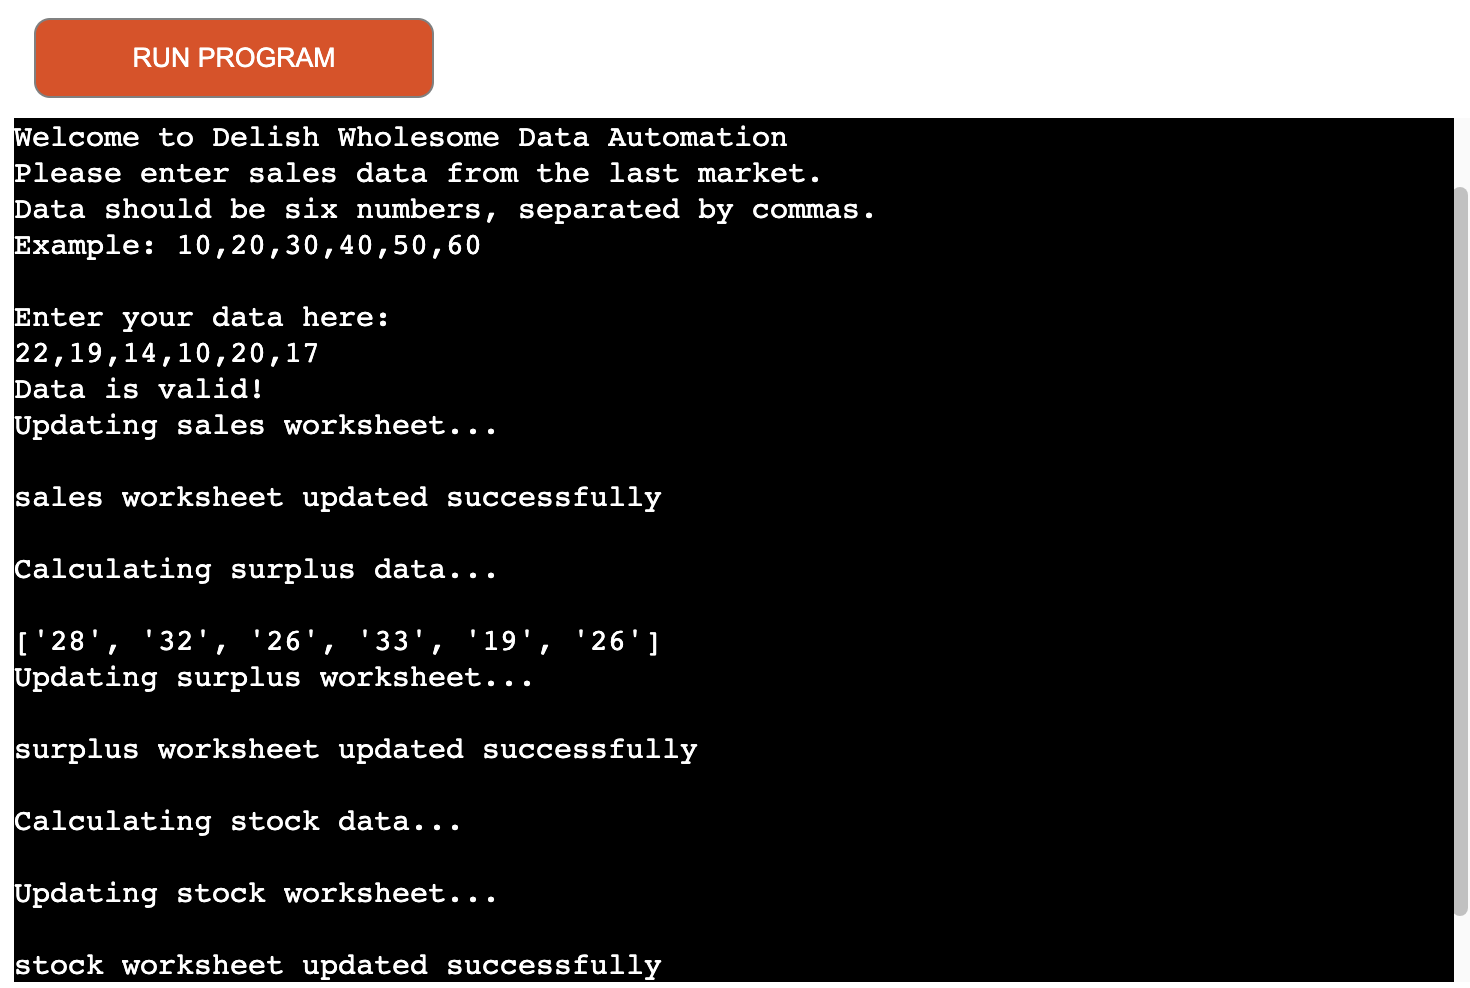 RUN PROGRAM
Welcome to Delish Wholesome Data Automation
Please enter sales data from the last market.
Data should be six numbers, separated by commas.
Example: 10,20,30,40,50,60
Enter your data here:
22,19,14,10,20,17
Data is valid!
Updating sales worksheet...
sales worksheet updated successfully
Calculating surplus data...
['28', '32', '26', '33', '19', '26']
Updating surplus worksheet...
surplus worksheet updated successfully
Calculating stock data...
Updating stock worksheet...
stock worksheet updated successfully